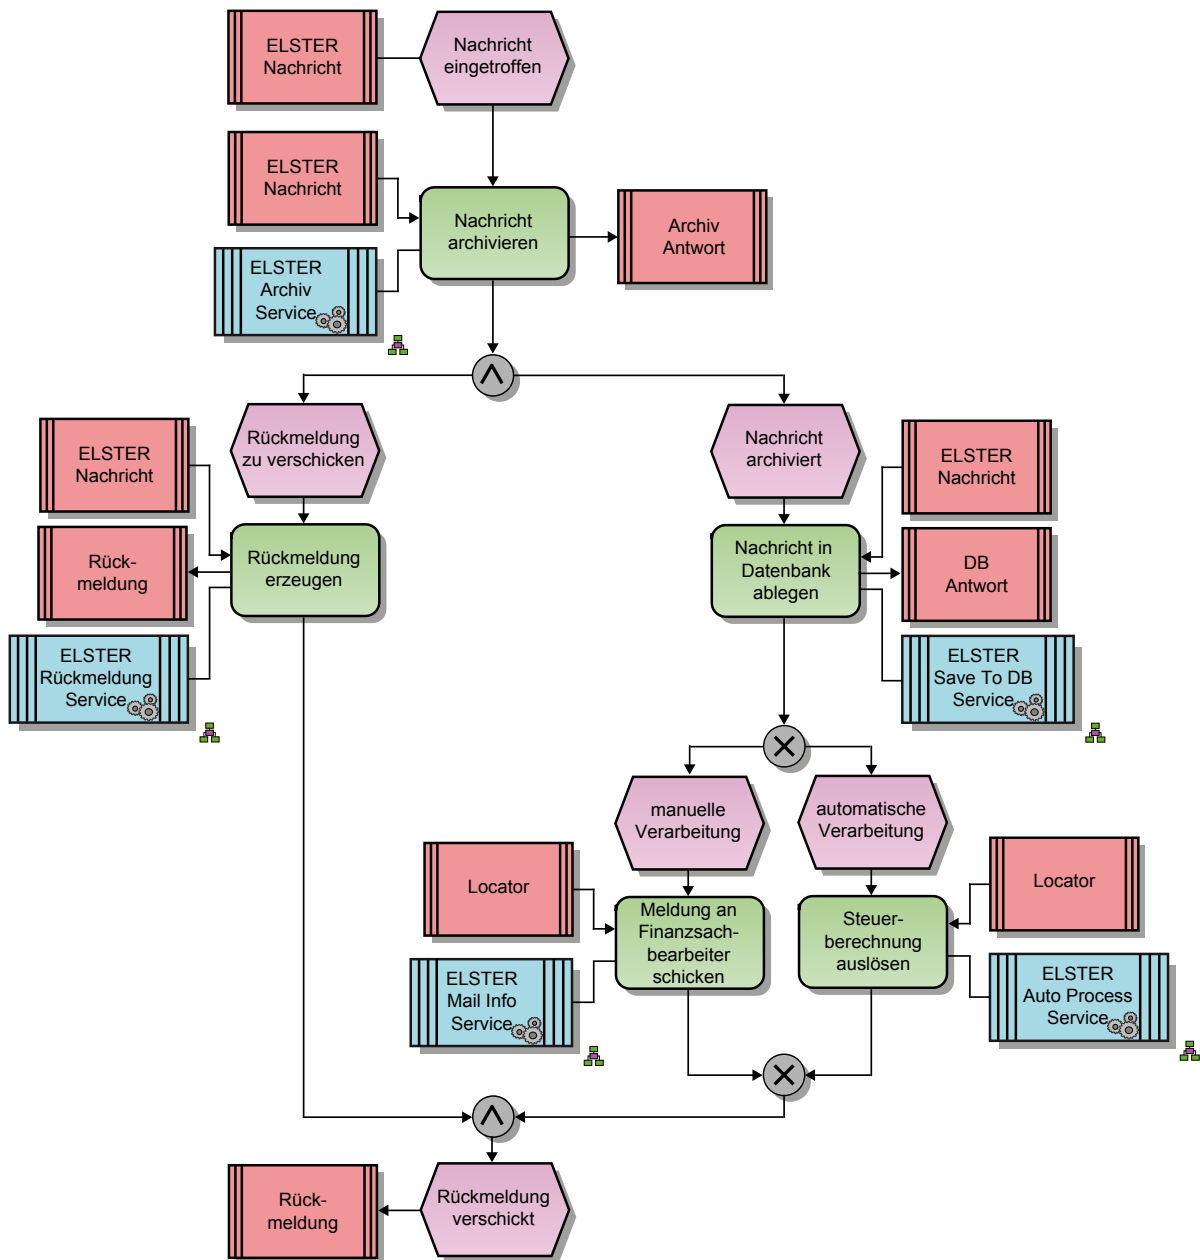 ELSTER
Nachricht
Nachricht
eingetroffen
ELSTER
Nachricht
Nachricht
archivieren
Archiv
Antwort
ELSTER
Archiv
Service
Rückmeldung
zu verschicken
Nachricht
archiviert
ELSTER
Nachricht
ELSTER
Nachricht
Rück-
meldung
Rückmeldung
erzeugen
Nachricht in
Datenbank
ablegen
DB
Antwort
ELSTER
Rückmeldung
Service
ELSTER
Save To DB
Service
manuelle
Verarbeitung
automatische
Verarbeitung
Locator
Meldung an
Finanzsach-
bearbeiter
schicken
Steuer-
berechnung
auslösen
Locator
ELSTER
Mail Info
Service
ELSTER
Auto Process
Service
Rück-
meldung
Rückmeldung
verschickt